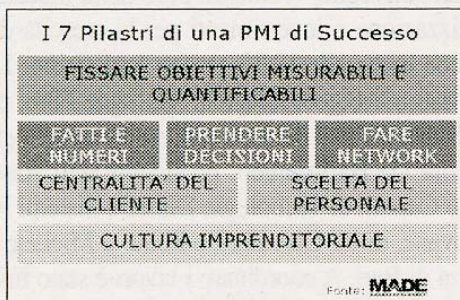 I 7 Pilastri di una PMI di Successo
FISSARE OBIETTIVI MISURABILI E
QUANTIFICABILI
FATTI E
NUMERI
PRENDERE
DECISIONI
FARE
NETWORK
CENTRALITA' DEL
CLIENTE
SCELTA DEL
PERSONALE
CULTURA IMPRENDITORIALE
Fonte: MADE